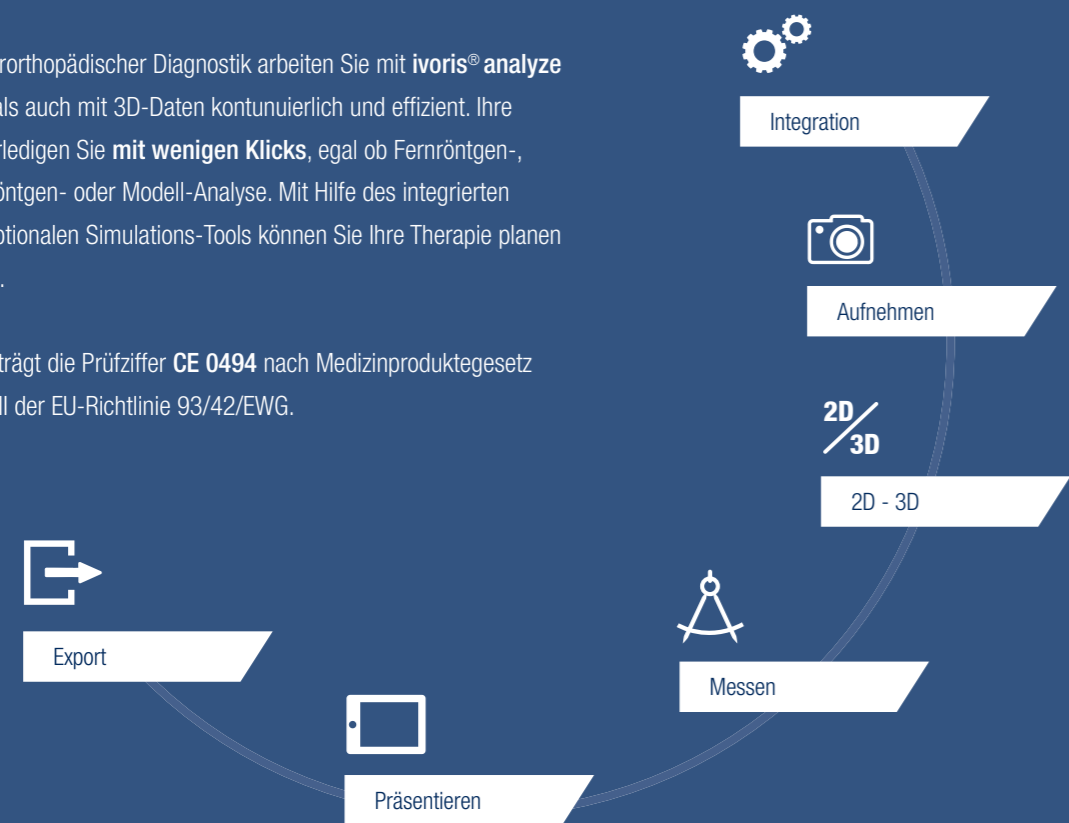 rorthopädischer Diagnostik arbeiten Sie mit ivoris® analyze
als auch mit 3D-Daten kontunuierlich und effizient. Ihre
rledigen Sie mit wenigen Klicks, egal ob Fernröntgen-,
öntgen- oder Modell-Analyse. Mit Hilfe des integrierten
ptionalen Simulations-Tools können Sie Ihre Therapie planen
.
trägt die Prüfziffer CE 0494 nach Medizinproduktegesetz
II der EU-Richtlinie 93/42/EWG.
Integration
Aufnehmen
2D
3D
2D - 3D
Messen
Präsentieren
Export